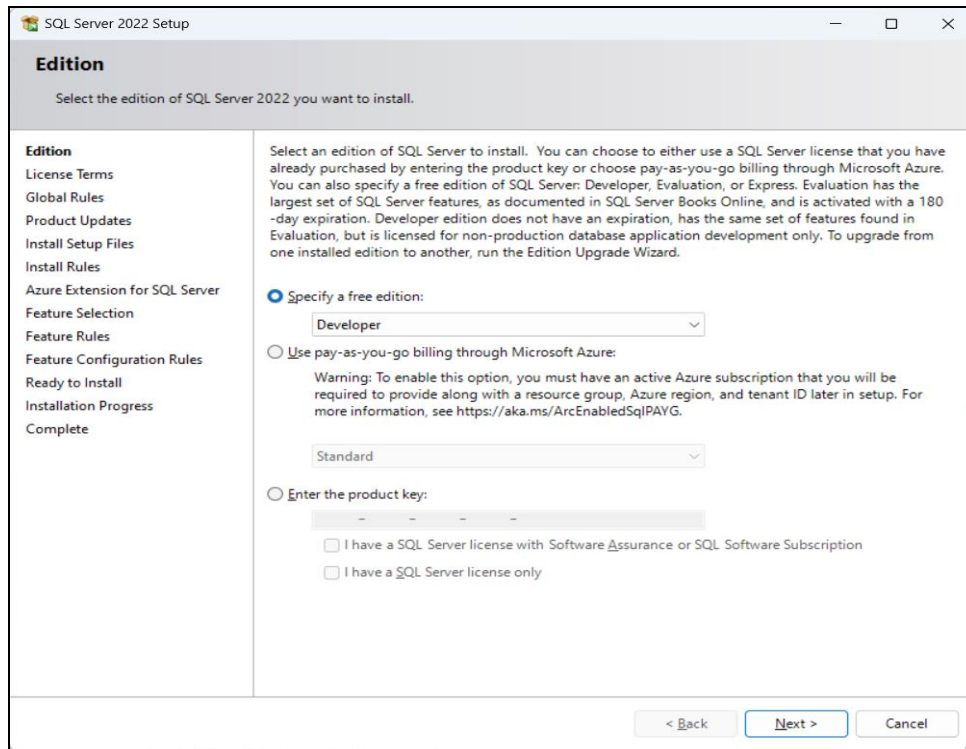 SQL Server 2022 Setup
Edition
Select the edition of SQL Server 2022 you want to install.
Edition
License Terms
Global Rules
Product Updates
Install Setup Files
Install Rules
Azure Extension for SQL Server
Feature Selection
Feature Rules
Feature Configuration Rules
Ready to Install
Installation Progress
Complete
Select an edition of SQL Server to install. You can choose to either use a SQL Server license that you have
already purchased by entering the product key or choose pay-as-you-go billing through Microsoft Azure.
You can also specify a free edition of SQL Server: Developer, Evaluation, or Express. Evaluation has the
largest set of SQL Server features, as documented in SQL Server Books Online, and is activated with a 180
-day expiration. Developer edition does not have an expiration, has the same set of features found in
Evaluation, but is licensed for non-production database application development only. To upgrade from
one installed edition to another, run the Edition Upgrade Wizard.
Specify a free edition:
Developer
Use pay-as-you-go billing through Microsoft Azure:
Warning: To enable this option, you must have an active Azure subscription that you will be
required to provide along with a resource group, Azure region, and tenant ID later in setup. For
more information, see https://aka.ms/ArcEnabledSqlPAYG.
Standard
Enter the product key:
- - - -
I have a SQL Server license with Software Assurance or SQL Software Subscription
I have a SQL Server license only
< Back Next > Cancel